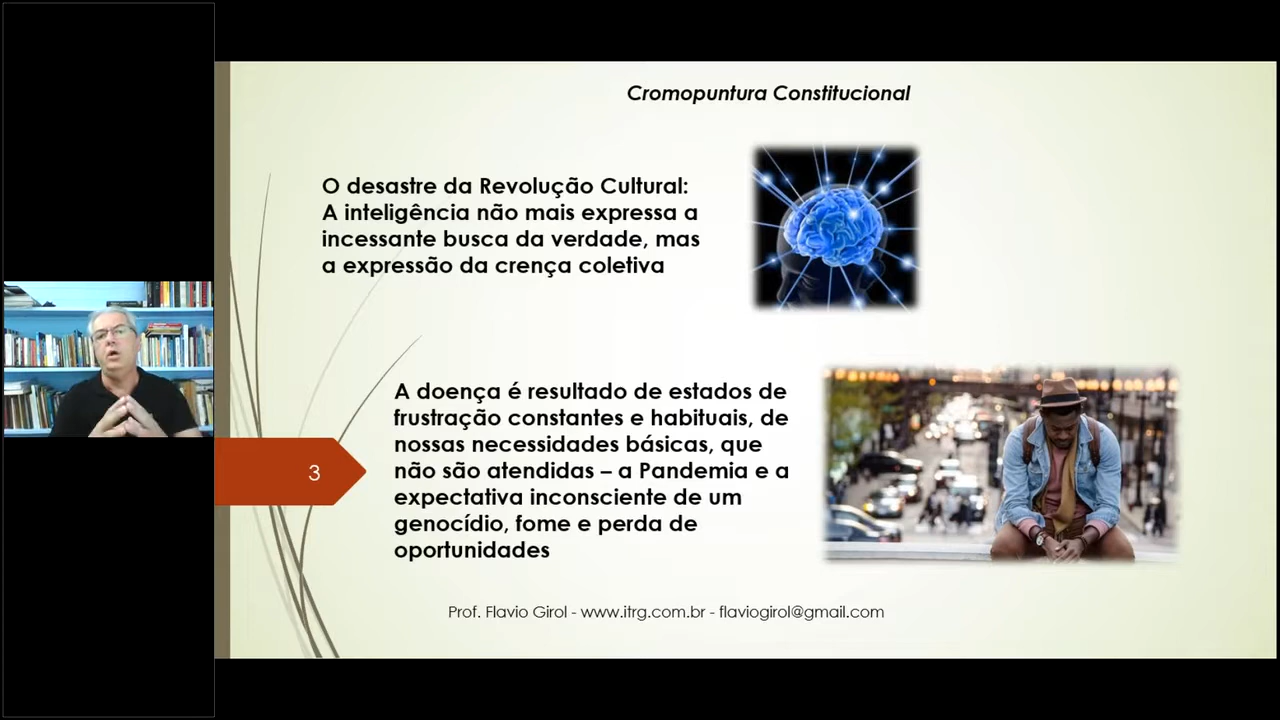 Cromopuntura Constitucional
O desastre da Revolução Cultural:
A inteligência não mais expressa a
incessante busca da verdade, mas
a expressão da crença coletiva
A doença é resultado de estados de
frustração constantes e habituais, de
nossas necessidades básicas, que
não são atendidas – a Pandemia e a
expectativa inconsciente de um
genocídio, fome e perda de
oportunidades
3
Prof. Flavio Girol - www.itrg.com.br - flaviogirol@gmail.com